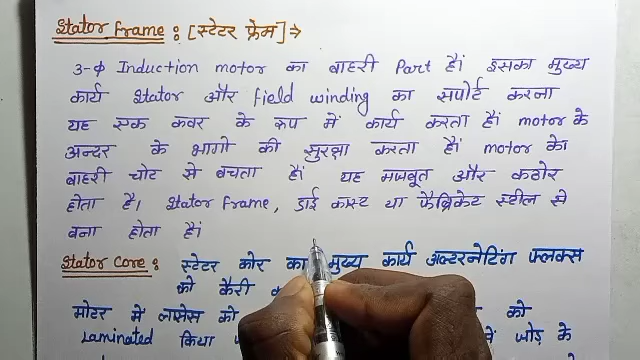 Stator Frame : [स्टेटर फ्रेम] ⇒
3-Φ Induction motor का बाहरी Part है। इसका मुख्य
कार्य Stator और Field winding का सपोर्ट करना
यह एक कवर के रूप में कार्य करता है। motor के
अन्दर के भागो की सुरक्षा करता है। motor को
बाहरी चोट से बचता है। यह मजबूत और कठोर
होता है, Stator Frame, डाई कास्ट या फैब्रिकेट स्टील से
बना होता है।
Stator Core : स्टेटर कोर का मुख्य कार्य अल्टरनेटिंग फ्लक्स
को कैरी
मोटर में लासेस को को
Laminated किया में जोड़ के